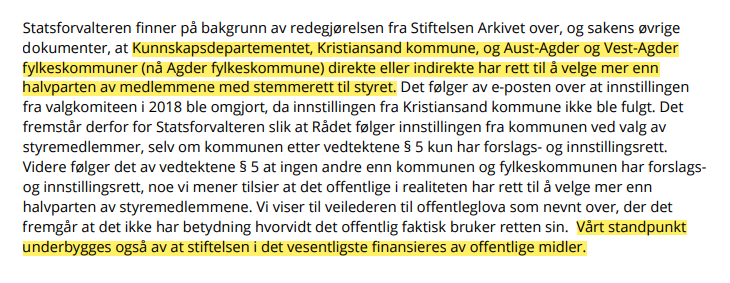 Statsforvalteren finner på bakgrunn av redegjørelsen fra Stiftelsen Arkivet over, og sakens øvrige
dokumenter, at Kunnskapsdepartementet, Kristiansand kommune, og Aust-Agder og Vest-Agder
fylkeskommuner (nå Agder fylkeskommune) direkte eller indirekte har rett til å velge mer enn
halvparten av medlemmene med stemmerett til styret. Det følger av e-posten over at innstillingen
fra valgkomiteen i 2018 ble omgjort, da innstillingen fra Kristiansand kommune ikke ble fulgt. Det
fremstår derfor for Statsforvalteren slik at Rådet følger innstillingen fra kommunen ved valg av
styremedlemmer, selv om kommunen etter vedtektene § 5 kun har forslags- og innstillingsrett.
Videre følger det av vedtektene § 5 at ingen andre enn kommunen og fylkeskommunen har forslags-
og innstillingsrett, noe vi mener tilsier at det offentlige i realiteten har rett til å velge mer enn
halvparten av styremedlemmene. Vi viser til veilederen til offentleglova som nevnt over, der det
fremgår at det ikke har betydning hvorvidt det offentlig faktisk bruker retten sin. Vårt standpunkt
underbygges også av at stiftelsen i det vesentligste finansieres av offentlige midler.